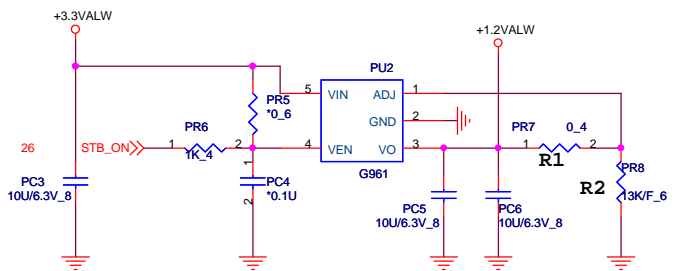 +3.3VALW
+1.2VALW
PU2
5
VIN
ADJ
1
PR5
*0_6
GND
2
PR6
PR7
0_4
26
STB_ON
1
2
4
VEN
VO
3
1
2
1K_4
R1
G961
PR8
1
PC4
*0.1U
2
PC3
10U/6.3V_8
R2
13K/F_6
PC5
10U/6.3V_8
PC6
10U/6.3V_8